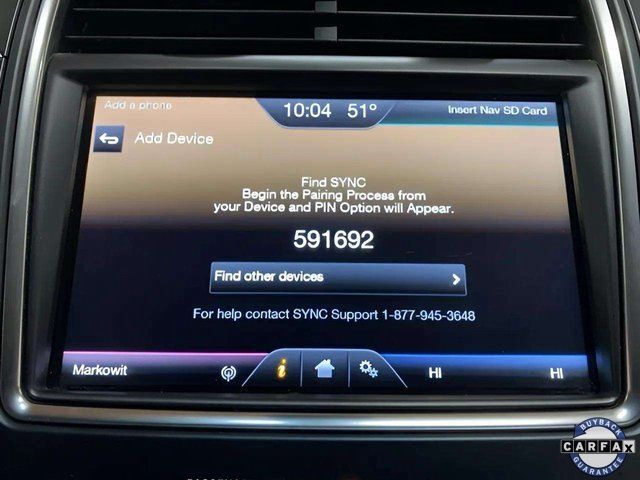 Add a phone
10:04 51°
Insert Nav SD Card
Add Device
Find SYNC
Begin the Pairing Process from
your Device and PIN Option will Appear.
591692
Find other devices
For help contact SYNC Support 1-877-945-3648
Markowit
i
HI
HI
BUYBACK
CARFAX
GUARANTEE